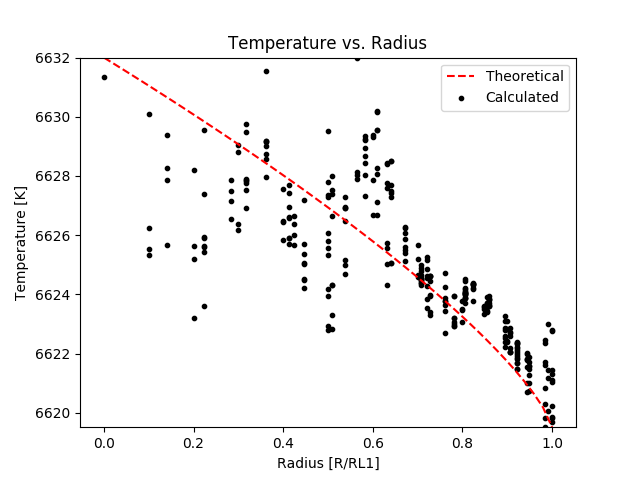 Temperature vs. Radius
Temperature [K]
6632
6630
6628
6626
6624
6622
6620
Theoretical
Calculated
0.0 0.2 0.4 0.6 0.8 1.0
Radius [R/RL1]